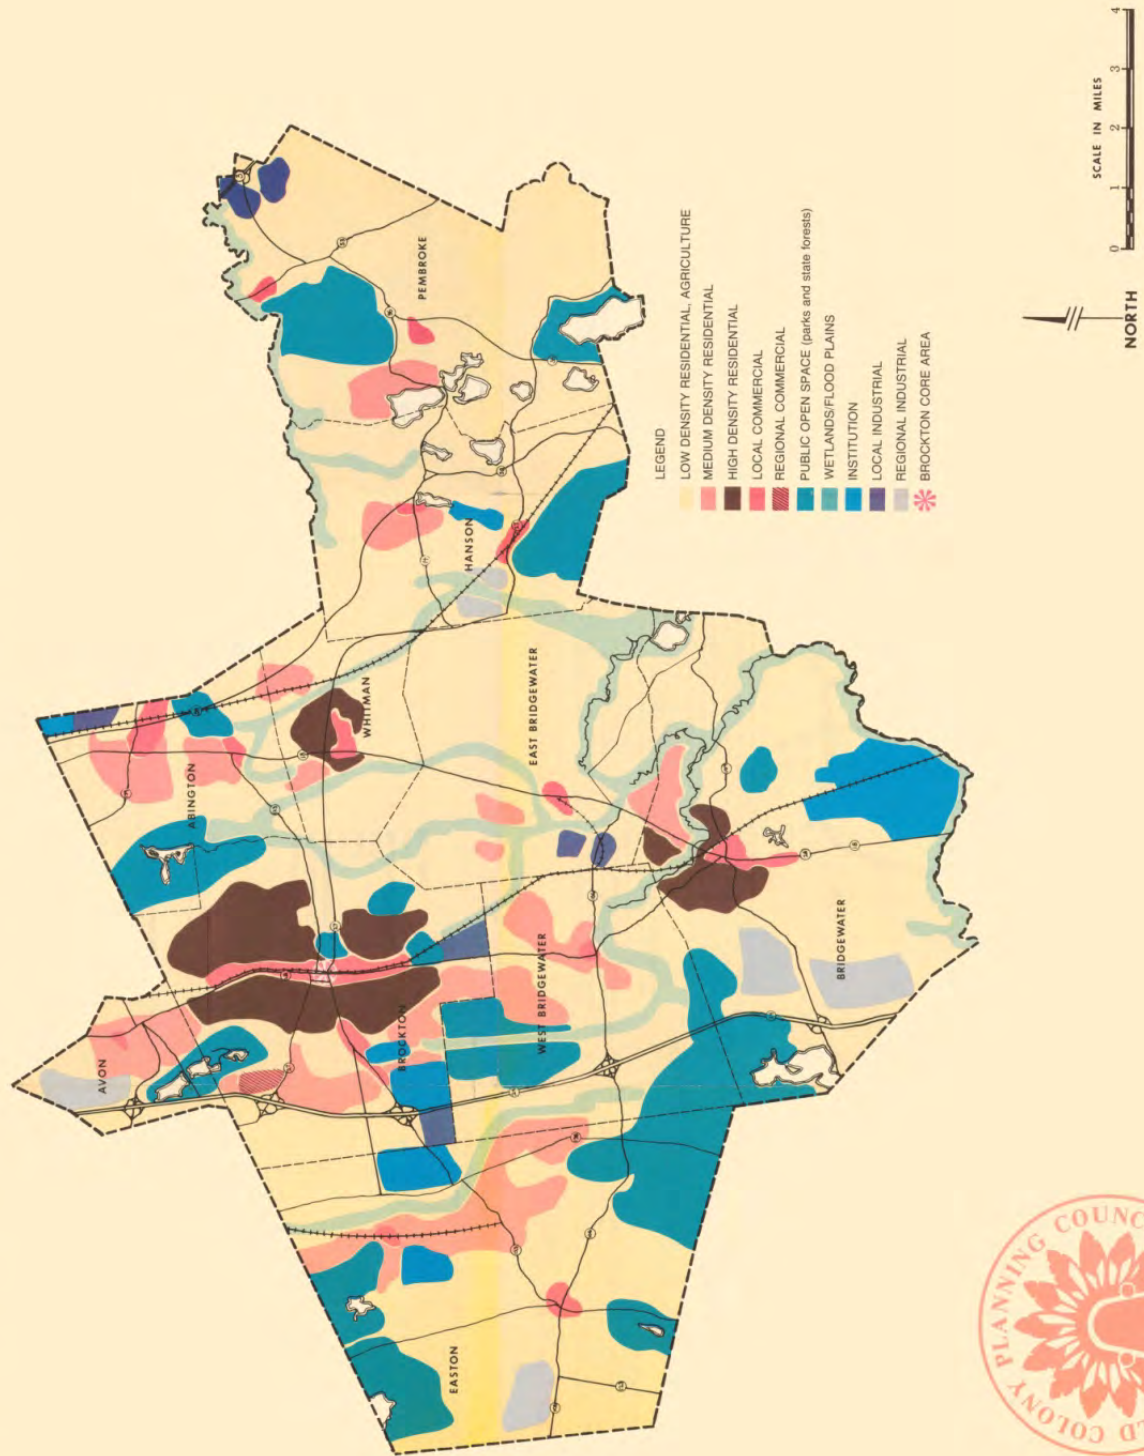 AVON
ABINGTON
BROCKTON
WHITMAN
EASTON
WEST BRIDGEWATER
EAST BRIDGEWATER
HANSON
PEMBROKE
BRIDGEWATER
LEGEND
LOW DENSITY RESIDENTIAL, AGRICULTURE
MEDIUM DENSITY RESIDENTIAL
HIGH DENSITY RESIDENTIAL
LOCAL COMMERCIAL
REGIONAL COMMERCIAL
PUBLIC OPEN SPACE (parks and state forests)
WETLANDS/FLOOD PLAINS
INSTITUTION
LOCAL INDUSTRIAL
REGIONAL INDUSTRIAL
BROCKTON CORE AREA
NORTH
SCALE IN MILES
0 1 2 3 4
LD COLONY PLANNING COUNC